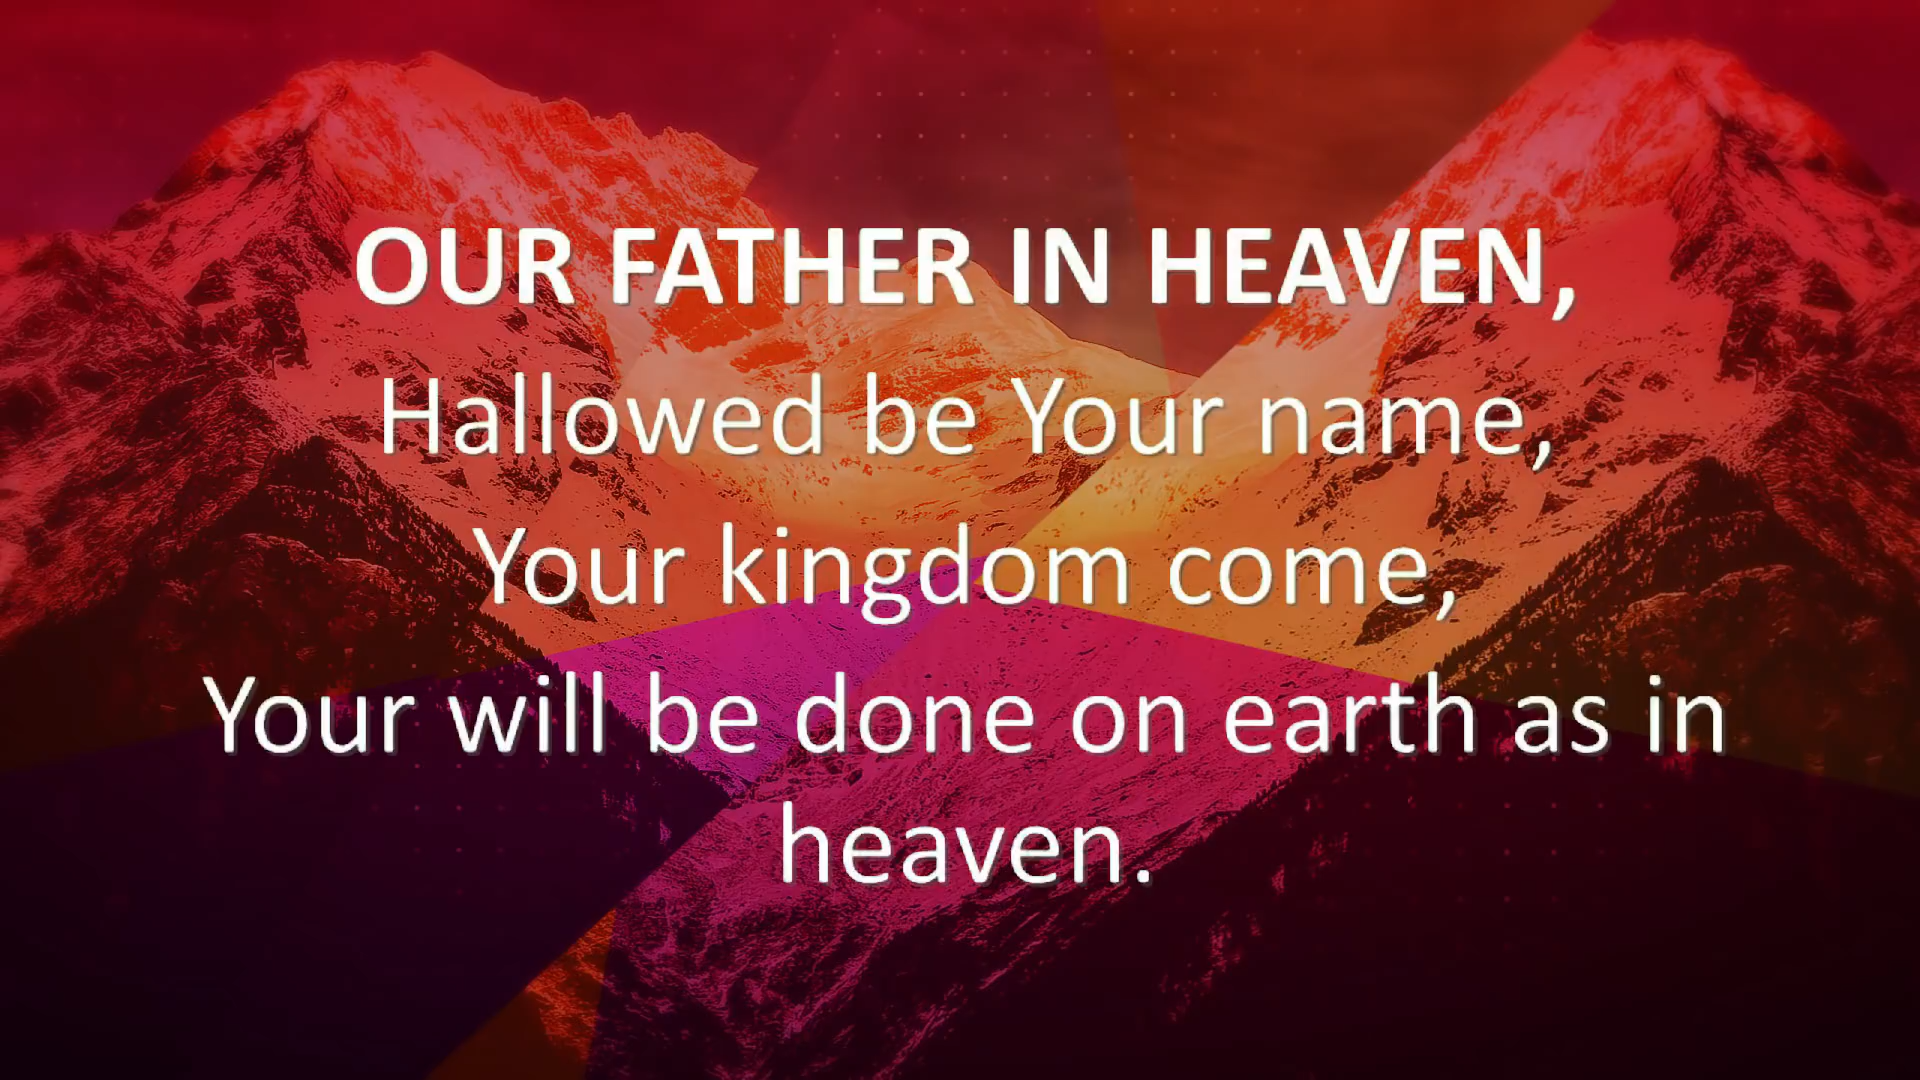 OUR FATHER IN HEAVEN,
Hallowed be Your name,
Your kingdom come,
Your will be done on earth as in
heaven.